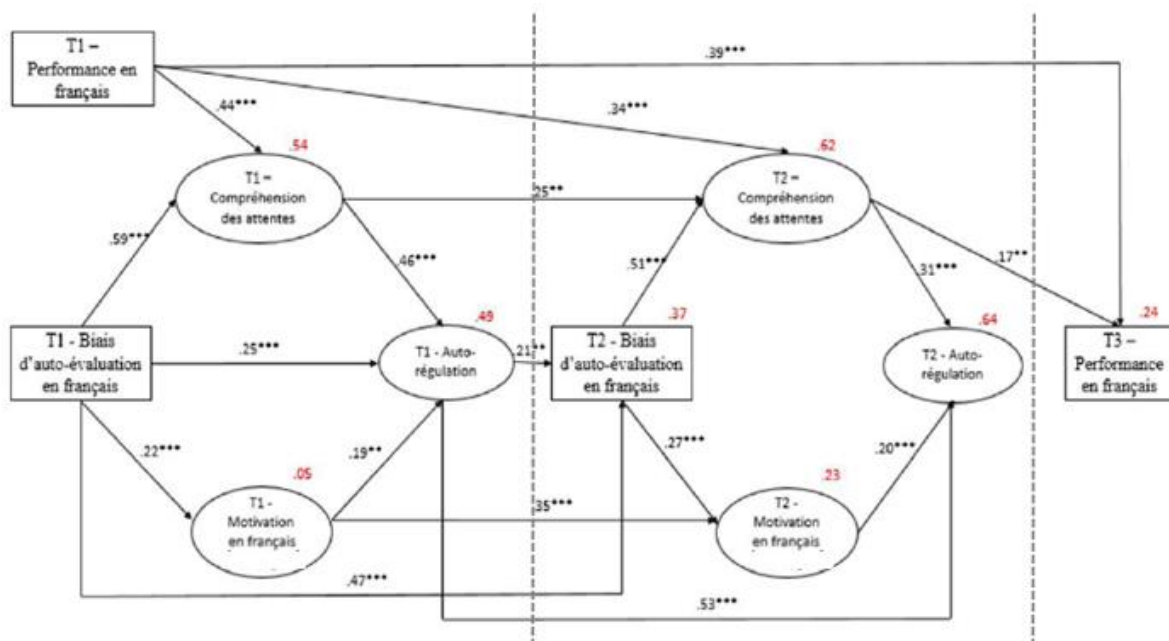 T1 –
Performance en
français
.39***
.44***
.34***
.54
.62
T1 –
Compréhension
des attentes
.25**
T2 –
Compréhension
des attentes
.59***
.46***
.51***
.31***
.17**
.49
.37
.64
.24
T1 - Biais
d'auto-évaluation
en français
.25***
T1 - Auto-
régulation
.21**
T2 - Biais
d'auto-évaluation
en français
T2 - Auto-
régulation
T3 –
Performance
en français
.22***
.19**
.27***
.20***
.05
.23
T1 -
Motivation
en français
.35***
T2 -
Motivation
en français
.47***
.53***